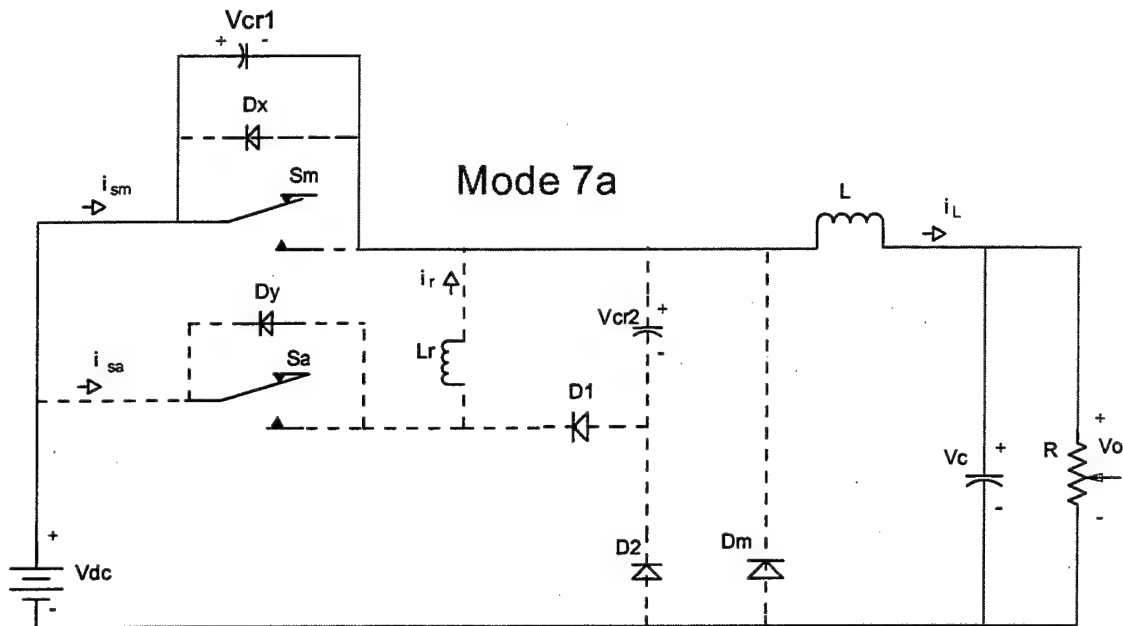 Vcr1
+ -
Dx
i sm
Sm
Mode 7a
L
i L
Dy
i r
Vcr2
+
-
i sa
Sa
Lr
D1
+
Vc
+
-
R
Vo
-
+
Vdc
-
D2
Dm